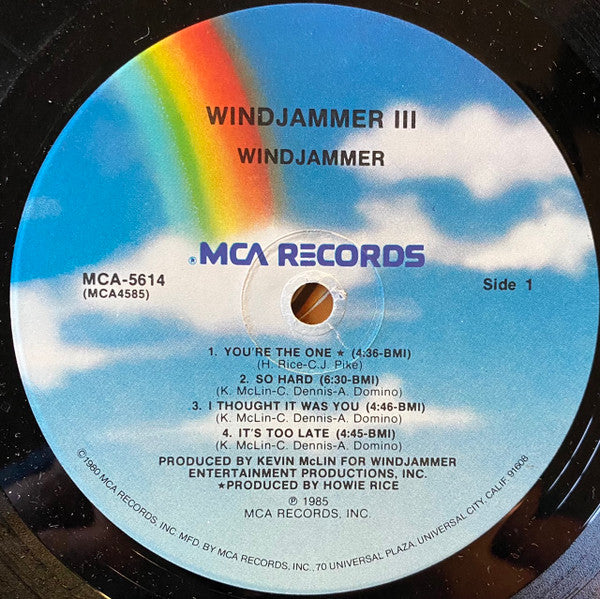 WINDJAMMER III
WINDJAMMER
® MCA RECORDS
MCA-5614
(MCA4585)
Side 1
1. YOU'RE THE ONE ★ (4:36-BMI)
(H. Rice-C.J. Pike)
2. SO HARD (6:30-BMI)
(K. McLin-C. Dennis-A. Domino)
3. I THOUGHT IT WAS YOU (4:46-BMI)
(K. McLin-C. Dennis-A. Domino)
4. IT'S TOO LATE (4:45-BMI)
(K. McLin-C. Dennis-A. Domino)
PRODUCED BY KEVIN McLIN FOR WINDJAMMER
ENTERTAINMENT PRODUCTIONS, INC.
★PRODUCED BY HOWIE RICE
℗ 1985
MCA RECORDS, INC.
©1980 MCA RECORDS, INC. MFD. BY MCA RECORDS, INC., 70 UNIVERSAL PLAZA, UNIVERSAL CITY, CALIF. 91608